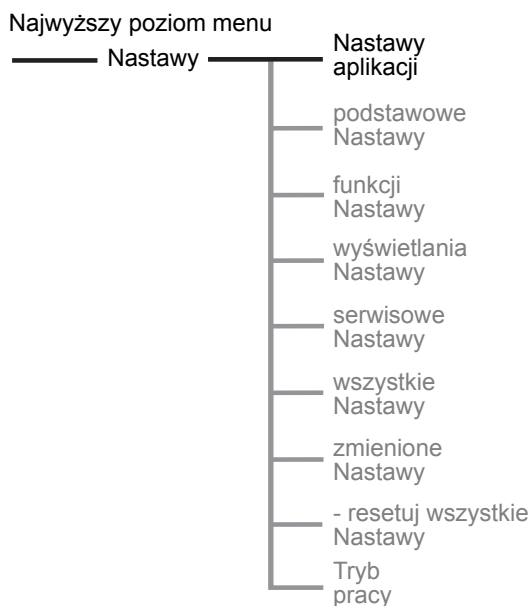 Najwyższy poziom menu
Nastawy
Nastawy
aplikacji
podstawowe
Nastawy
funkcji
Nastawy
wyświetlania
Nastawy
serwisowe
Nastawy
wszystkie
Nastawy
zmienione
Nastawy
- resetuj wszystkie
Nastawy
Tryb
pracy